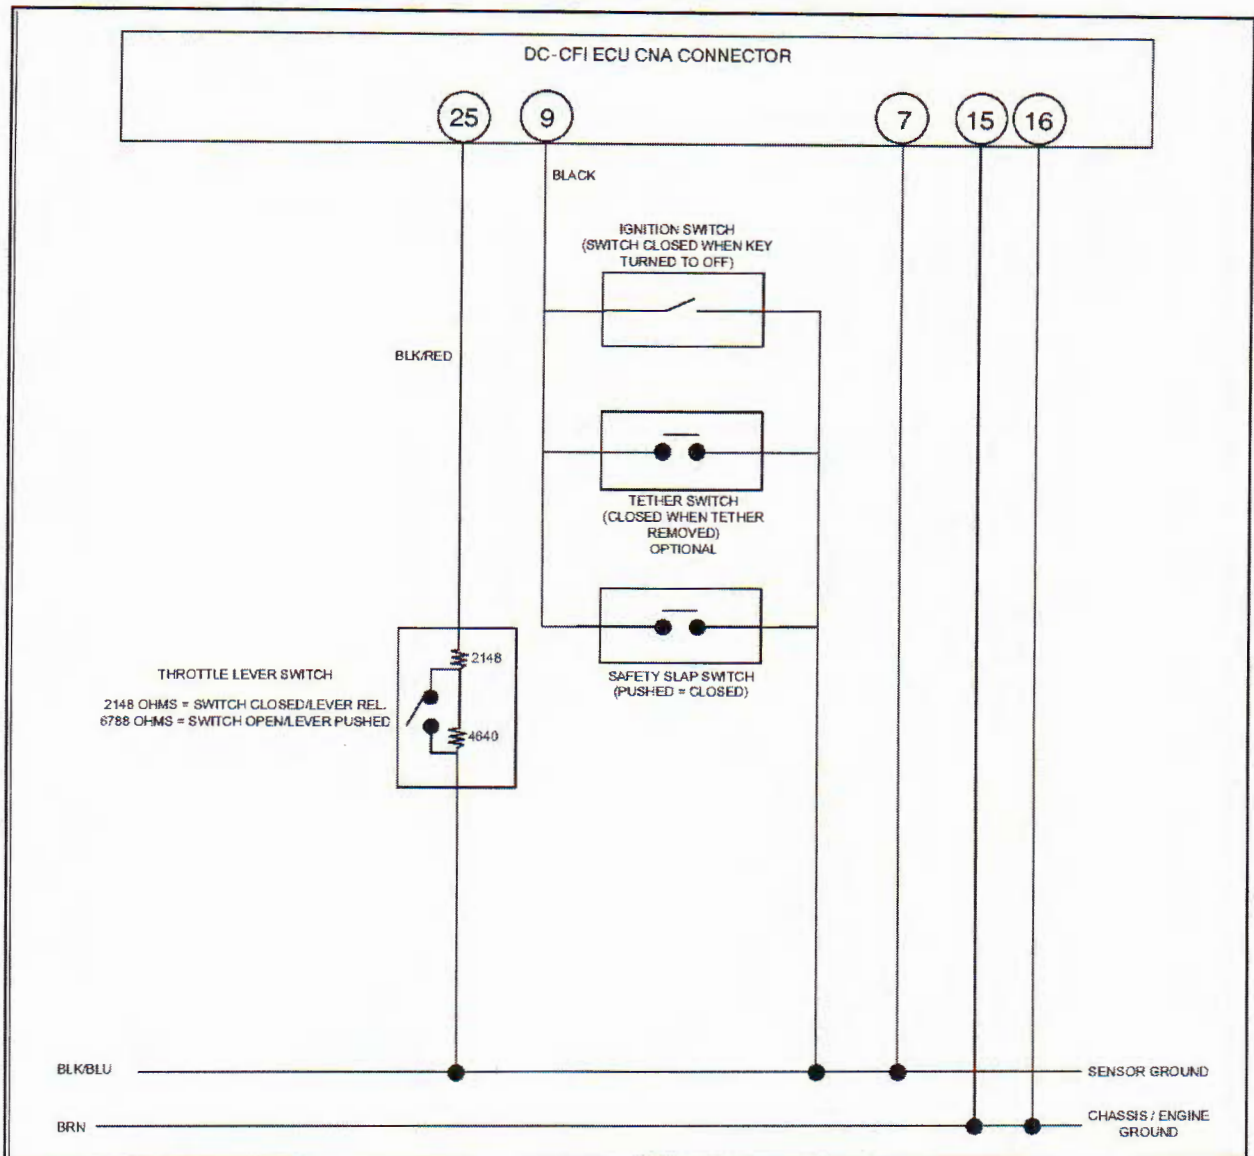 DC-CFI ECU CNA CONNECTOR
25
9
7
15
16
BLACK
IGNITION SWITCH
(SWITCH CLOSED WHEN KEY
TURNED TO OFF)
BLK/RED
TETHER SWITCH
(CLOSED WHEN TETHER
REMOVED)
OPTIONAL
2148
THROTTLE LEVER SWITCH
2148 OHMS = SWITCH CLOSED/LEVER REL.
6788 OHMS = SWITCH OPEN/LEVER PUSHED
4640
SAFETY SLAP SWITCH
(PUSHED = CLOSED)
BLK/BLU
SENSOR GROUND
BRN
CHASSIS / ENGINE
GROUND